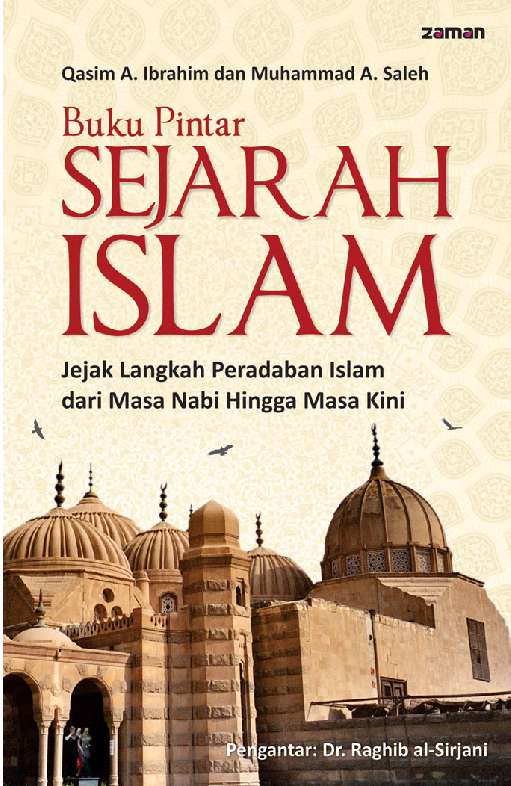 zaman
Qasim A. Ibrahim dan Muhammad A. Saleh
Buku Pintar
SEJARAH
ISLAM
Jejak Langkah Peradaban Islam
dari Masa Nabi Hingga Masa Kini
Pengantar: Dr. Raghib al-Sirjani